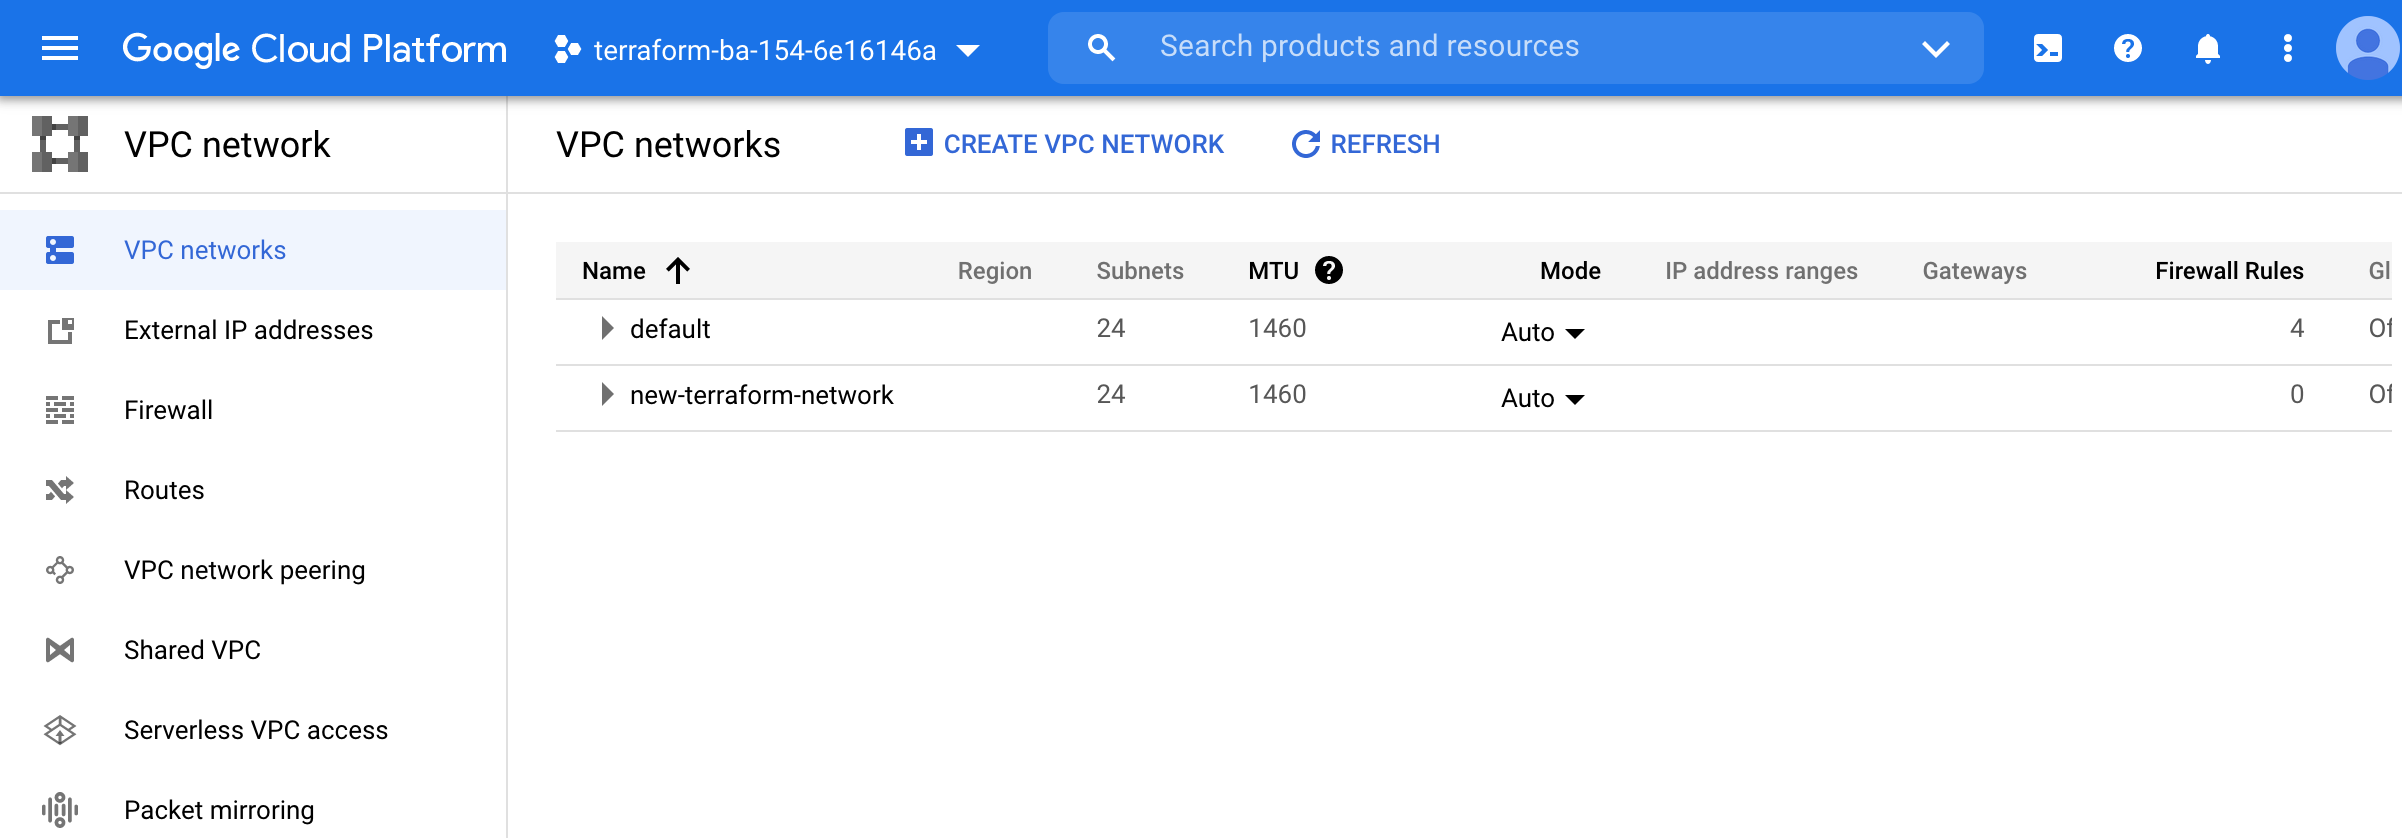 Google Cloud Platform terraform-ba-154-6e16146a Search products and resources
VPC network
VPC networks
External IP addresses
Firewall
Routes
VPC network peering
Shared VPC
Serverless VPC access
Packet mirroring
VPC networks CREATE VPC NETWORK REFRESH
Name Region Subnets MTU Mode IP address ranges Gateways Firewall Rules
default 24 1460 Auto 4
new-terraform-network 24 1460 Auto 0